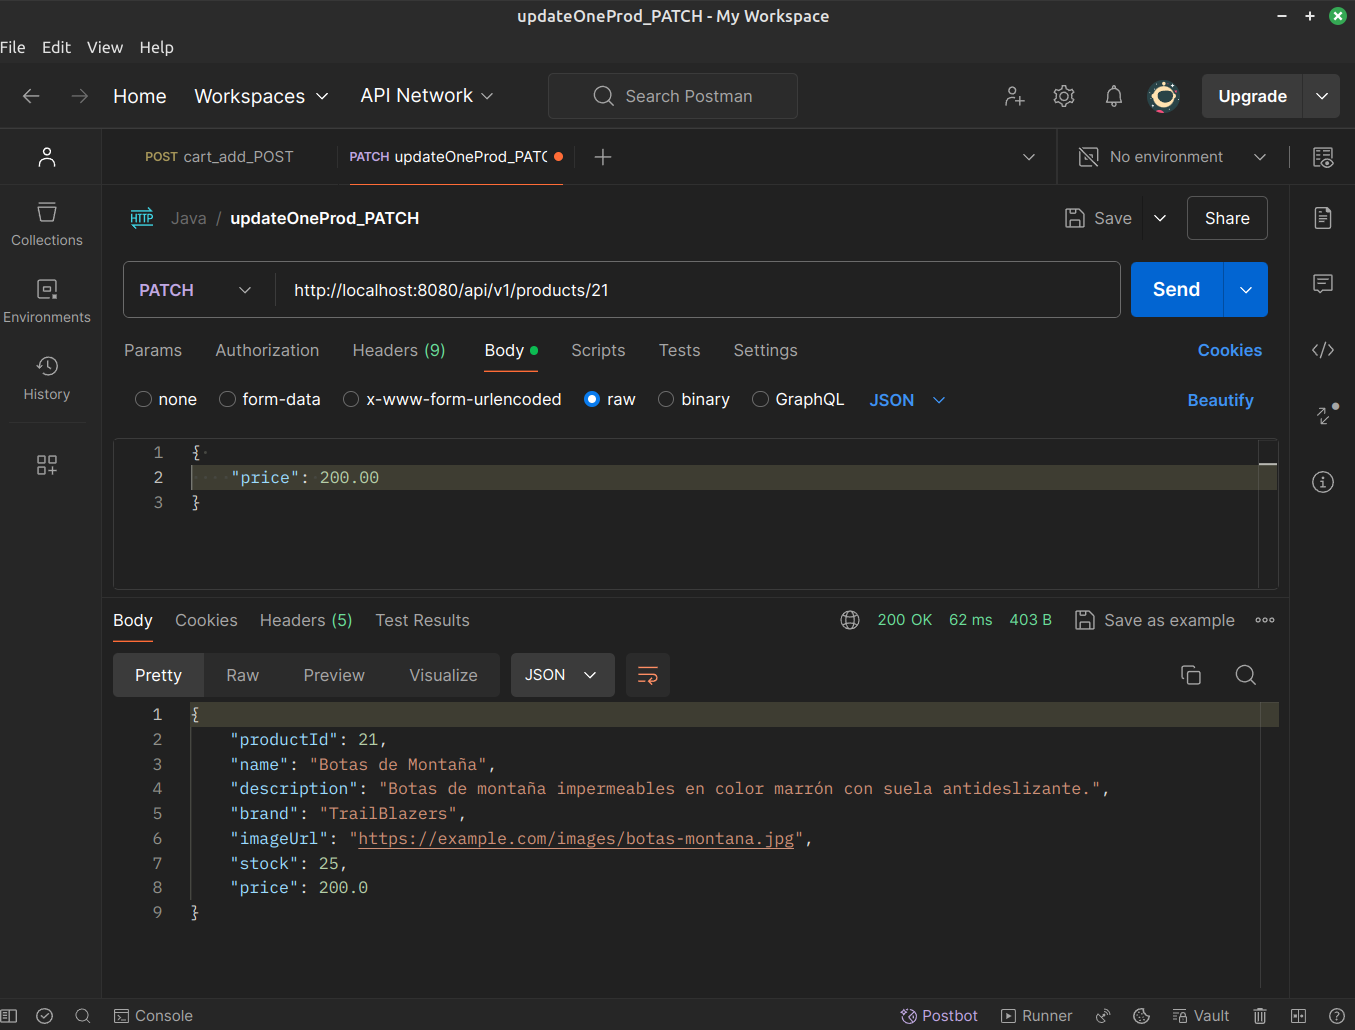 updateOneProd_PATCH - My Workspace
File Edit View Help
Home Workspaces API Network Search Postman Upgrade
POST cart_add_POST PATCH updateOneProd_PATC No environment
HTTP Java / updateOneProd_PATCH Save Share
Collections
PATCH http://localhost:8080/api/v1/products/21 Send
Environments
Params Authorization Headers (9) Body Scripts Tests Settings Cookies
History
none form-data x-www-form-urlencoded raw binary GraphQL JSON Beautify
1 {
2 "price": 200.00
3 }
Body Cookies Headers (5) Test Results 200 OK 62 ms 403 B Save as example
Pretty Raw Preview Visualize JSON
1 {
2 "productId": 21,
3 "name": "Botas de Montaña",
4 "description": "Botas de montaña impermeables en color marrón con suela antideslizante.",
5 "brand": "TrailBlazers",
6 "imageUrl": "https://example.com/images/botas-montana.jpg",
7 "stock": 25,
8 "price": 200.0
9 }
Console Postbot Runner Vault